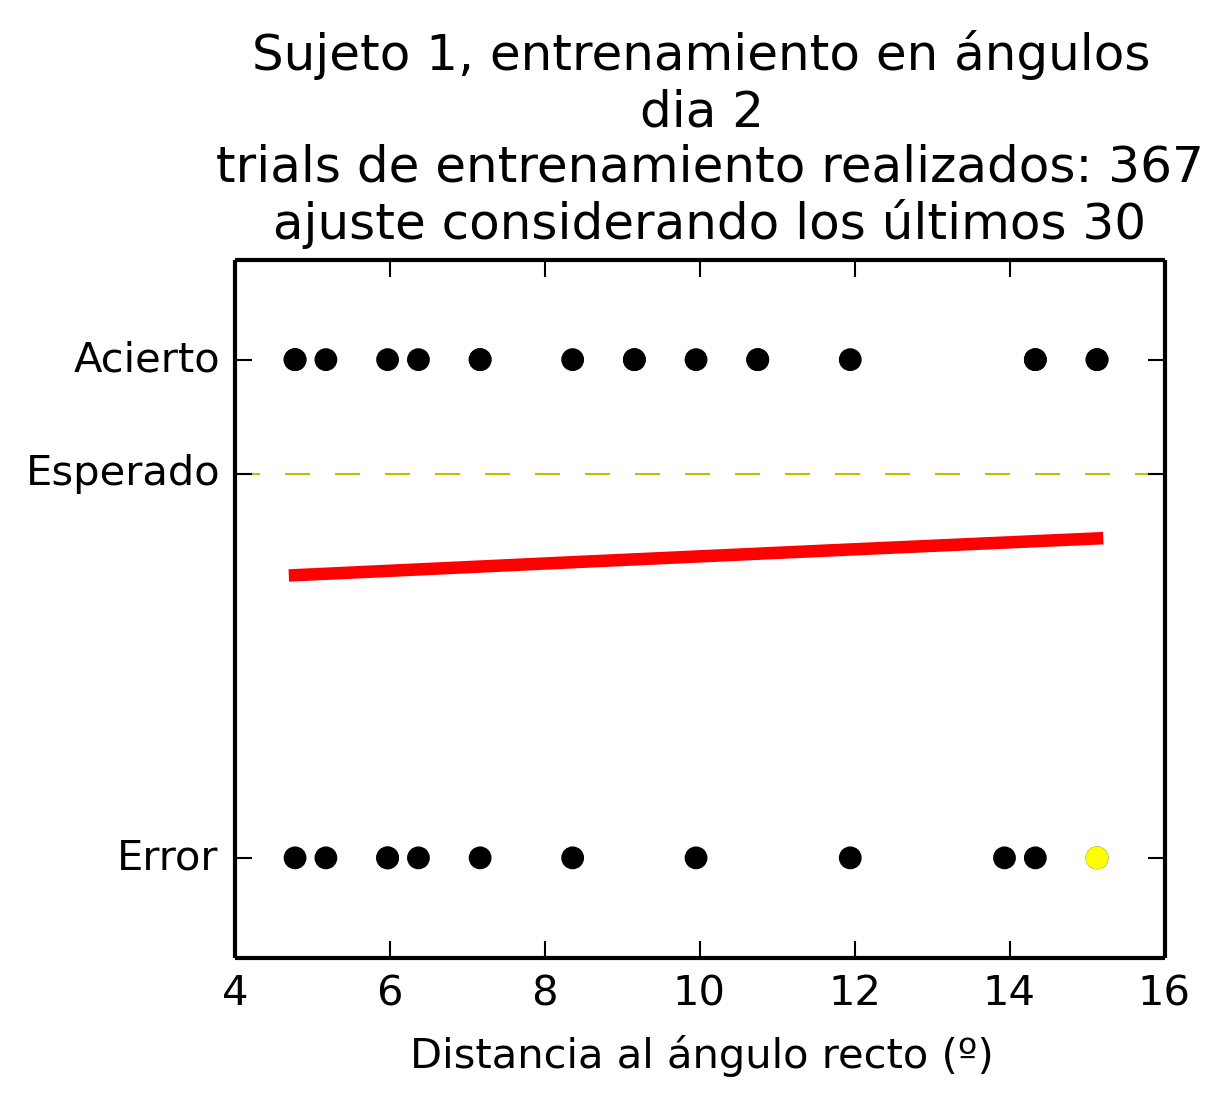 Sujeto 1, entrenamiento en ángulos
dia 2
trials de entrenamiento realizados: 367
ajuste considerando los últimos 30
Acierto
Esperado
Error
4 6 8 10 12 14 16
Distancia al ángulo recto (º)